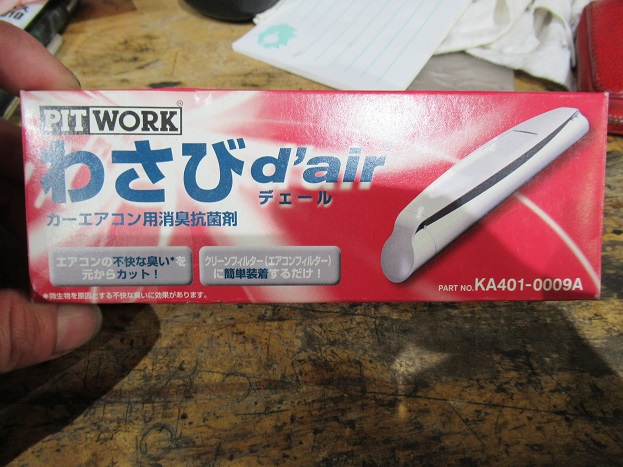 PIT WORK®
わさび d'air
デェール
カーエアコン用消臭抗菌剤
エアコンの不快な臭い*を
元からカット!
クリーンフィルター(エアコンフィルター)
に簡単装着するだけ!
*微生物を原因とする不快な臭いに効果があります。
PART NO. KA401-0009A